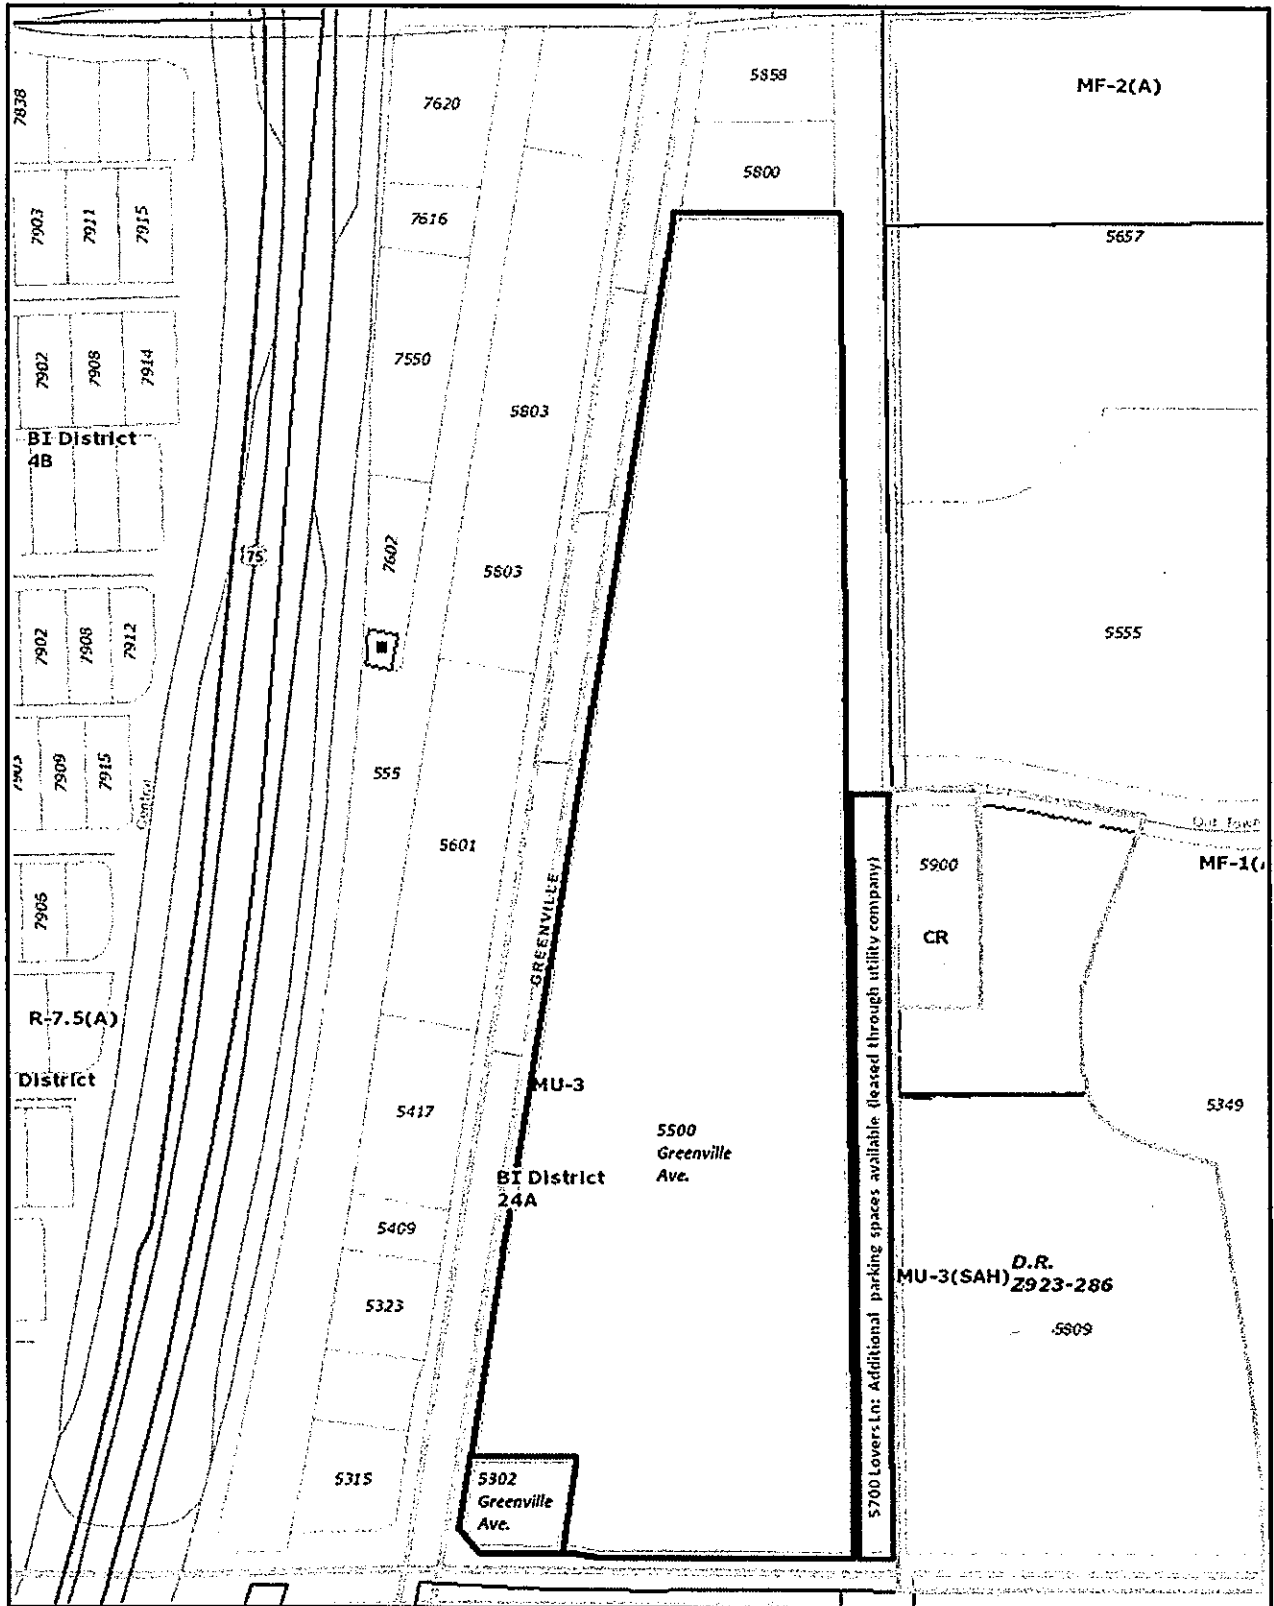 5858
MF-2(A)
7838
7620
5800
7903
7911
7915
7616
5657
7902
7908
7914
7550
5803
BI District
4B
75
7602
5803
7902
7908
7912
5555
7909
7915
555
Central
5601
5900
MF-1(
7906
GREENVILLE
CR
R-7.5(A)
District
MU-3
5417
5349
5500
Greenville
Ave.
BI District
24A
5409
5700 Lovers Ln: Additional parking spaces available (leased through utility company)
MU-3(SAH)
D.R.
Z923-286
5323
5809
5315
5302
Greenville
Ave.